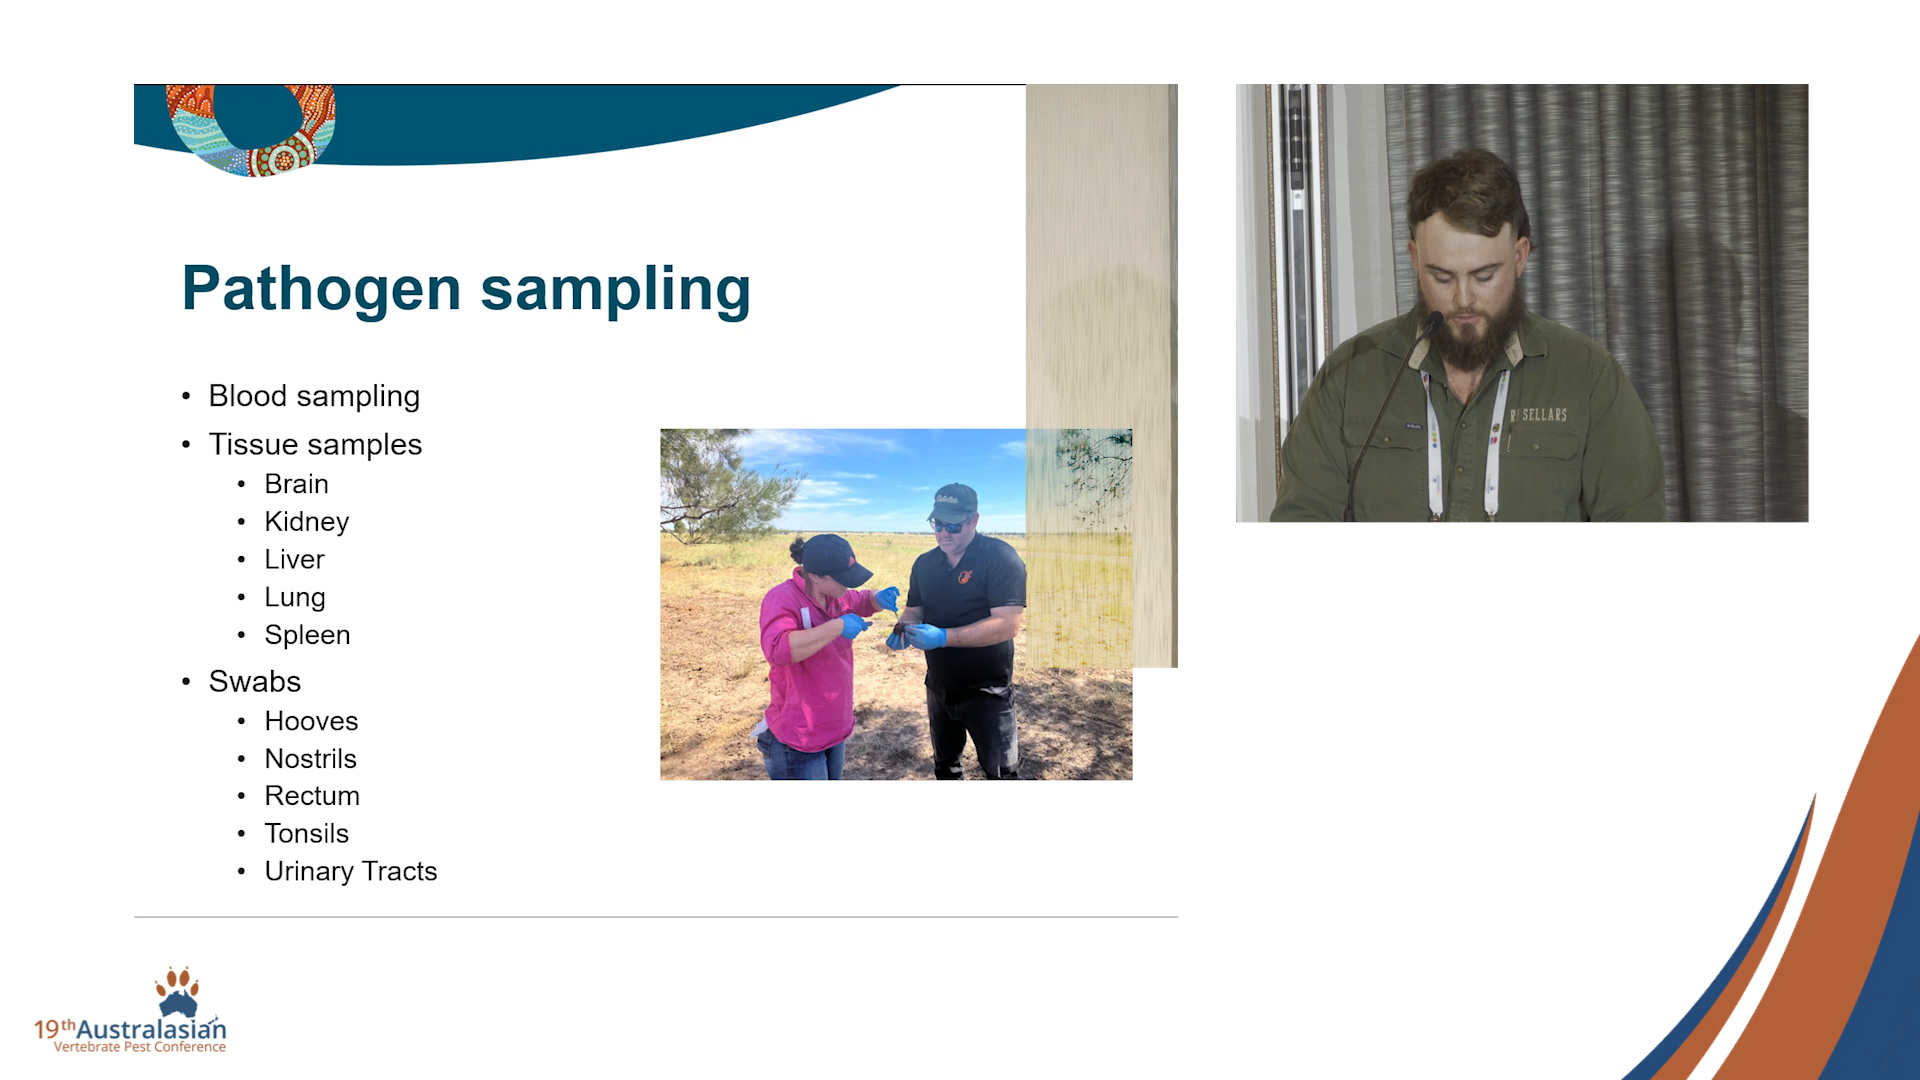 Pathogen sampling
• Blood sampling
• Tissue samples
• Brain
• Kidney
• Liver
• Lung
• Spleen
• Swabs
• Hooves
• Nostrils
• Rectum
• Tonsils
• Urinary Tracts
SELLARS
19th Australasian
Vertebrate Pest Conference